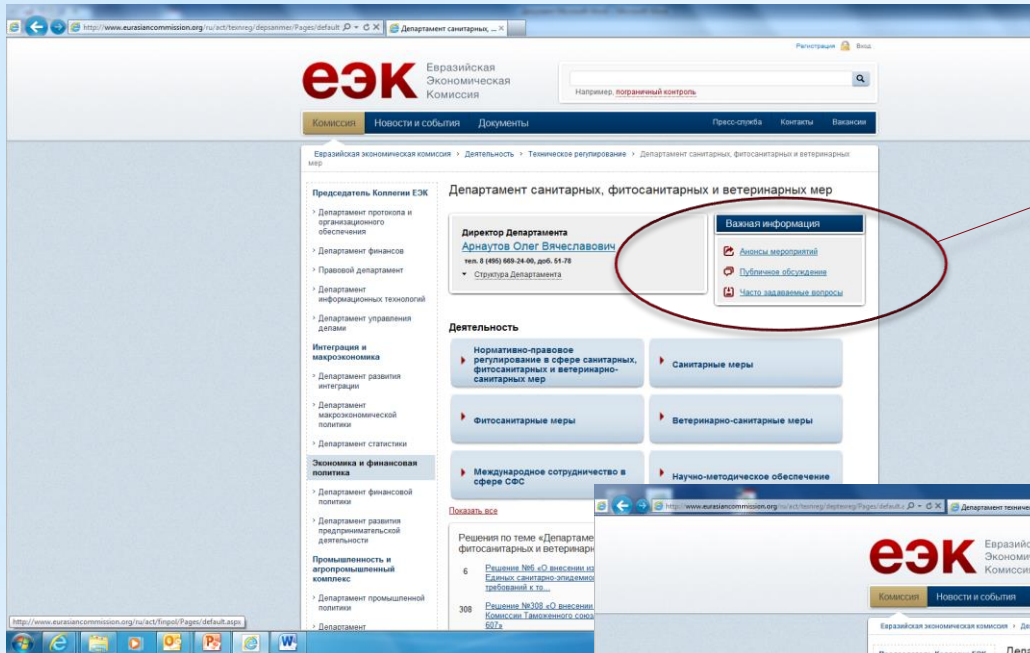 http://www.eurasiancommission.org/ru/act/texnreg/depsanmer/Pages/default
Департамент санитарных, ...
Регистрация Вход
еэк Евразийская
Экономическая
Комиссия
Например, пограничный контроль
Комиссия Новости и события Документы Пресс-служба Контакты Вакансии
Евразийская экономическая комиссия > Деятельность > Техническое регулирование > Департамент санитарных, фитосанитарных и ветеринарных
мер
Председатель Коллегии ЕЭК
Департамент протокола и
организационного
обеспечения
Департамент финансов
Правовой департамент
Департамент
информационных технологий
Департамент управления
делами
Интеграция и
макроэкономика
Департамент развития
интеграции
Департамент
макроэкономической
политики
Департамент статистики
Экономика и финансовая
политика
Департамент финансовой
политики
Департамент развития
предпринимательской
деятельности
Промышленность и
агропромышленный
комплекс
Департамент промышленной
политики
Департамент
Департамент санитарных, фитосанитарных и ветеринарных мер
Директор Департамента
Арнаутов Олег Вячеславович
тел. 8 (495) 669-24-00, доб. 51-78
Структура Департамента
Важная информация
Анонсы мероприятий
Публичное обсуждение
Часто задаваемые вопросы
Деятельность
Нормативно-правовое
регулирование в сфере санитарных,
фитосанитарных и ветеринарно-
санитарных мер
Санитарные меры
Фитосанитарные меры
Ветеринарно-санитарные меры
Международное сотрудничество в
сфере СФС
Научно-методическое обеспечение
Показать все
Решения по теме «Департаме
фитосанитарных и ветеринарн
6 Решение №6 «О внесении из
Единых санитарно-эпидемио
требований к то...
308 Решение №308 «О внесении
Комиссии Таможенного союз
607»
http://www.eurasiancommission.org/ru/act/finpol/Pages/default.aspx
http://www.eurasiancommission.org/ru/act/texnreg/deptexreg/Pages/default.
Департамент техниче
еэк Евразийс
Экономи
Комисси
Комиссия Новости и события
Евразийская экономическая комиссия > Де
Депа